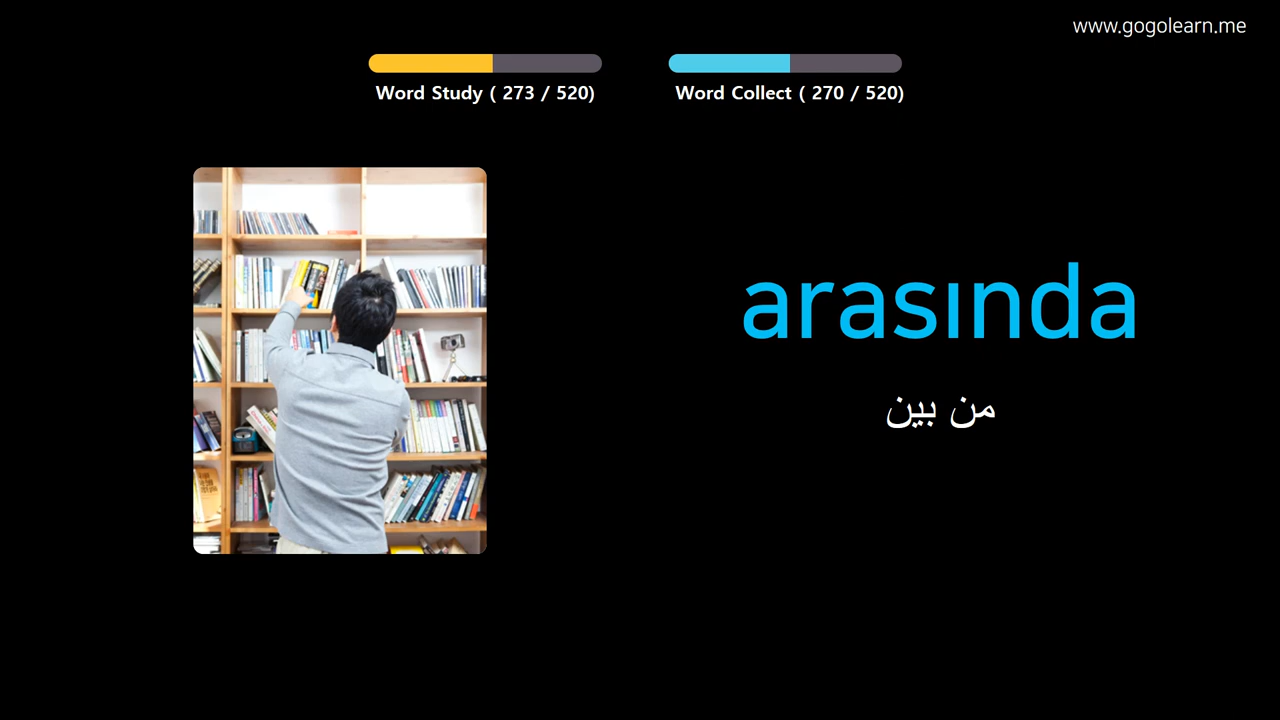 www.gogolearn.me
Word Study ( 273 / 520)
Word Collect ( 270 / 520)
arasında
من بين